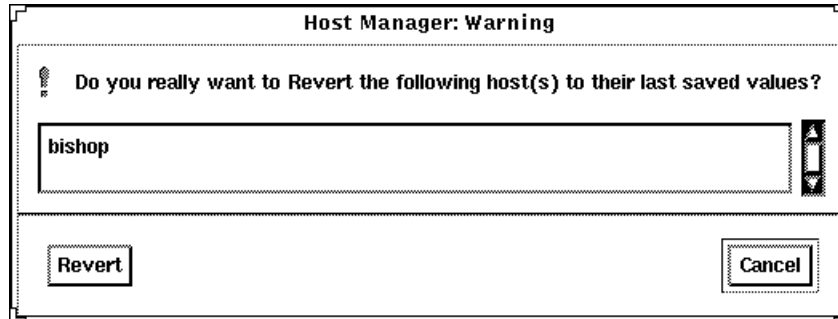 Host Manager: Warning
Do you really want to Revert the following host(s) to their last saved values?
bishop
Revert
Cancel